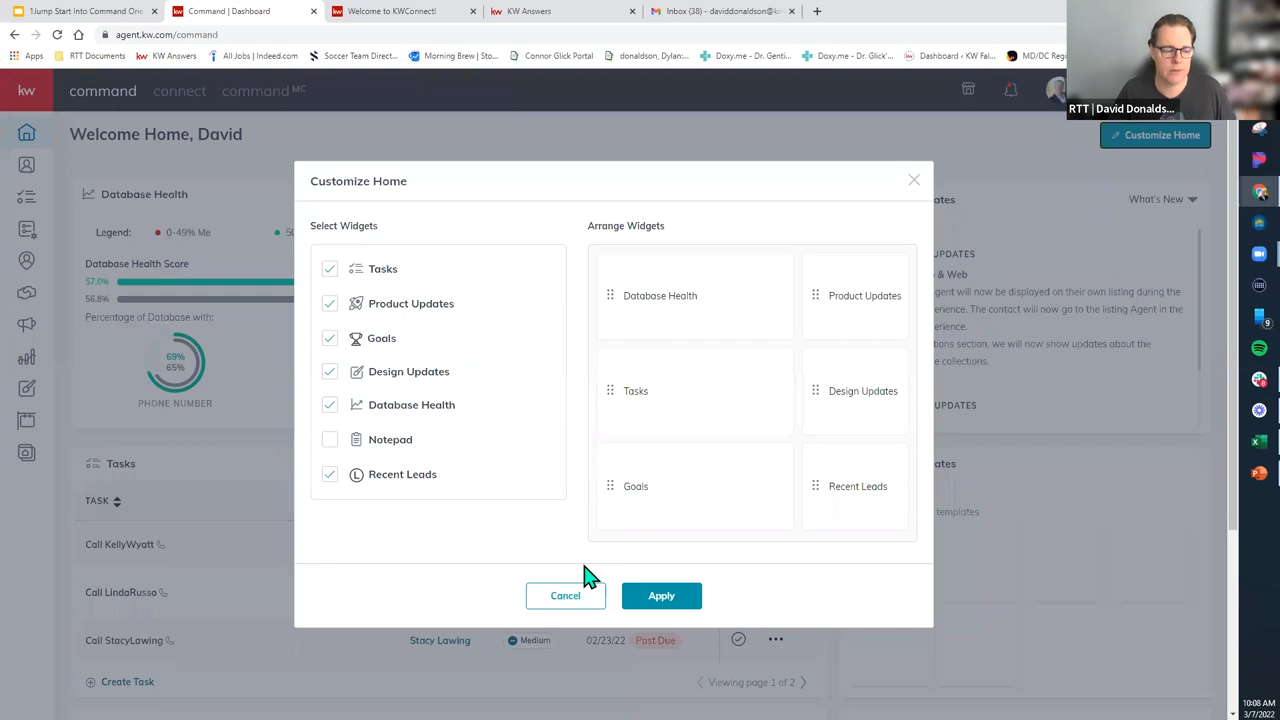 1Jump Start Into Command Orie
Command | Dashboard
Welcome to KWConnect!
KW Answers
Inbox (38) - daviddonaldson@kw
agent.kw.com/command
Apps
RTT Documents
KW Answers
All Jobs | Indeed.com
Soccer Team Direct...
Morning Brew | Sto...
Connor Glick Portal
donaldson, Dylan:...
Doxy.me - Dr. Genti...
Doxy.me - Dr. Glick'...
Dashboard ‹ KW Fal...
MD/DC Reg
RTT | David Donalds...
kw
command
connect
command MC
Welcome Home, David
Customize Home
Database Health
Legend:
0-49% Me
50
Database Health Score
57.0%
56.8%
Percentage of Database with:
69%
65%
PHONE NUMBER
Customize Home
Select Widgets
Tasks
Product Updates
Goals
Design Updates
Database Health
Notepad
Recent Leads
Arrange Widgets
Database Health
Product Updates
Tasks
Design Updates
Goals
Recent Leads
Cancel
Apply
ates
What's New
PDATES
& Web
gent will now be displayed on their own listing during the
erience. The contact will now go to the listing Agent in the
erience.
tions section, we will now show updates about the
e collections.
PDATES
ates
templates
Tasks
TASK
Call KellyWyatt
Call LindaRusso
Call StacyLawing
Stacy Lawing
Medium
02/23/22
Past Due
Create Task
Viewing page 1 of 2
9
10:08 AM
3/7/2022